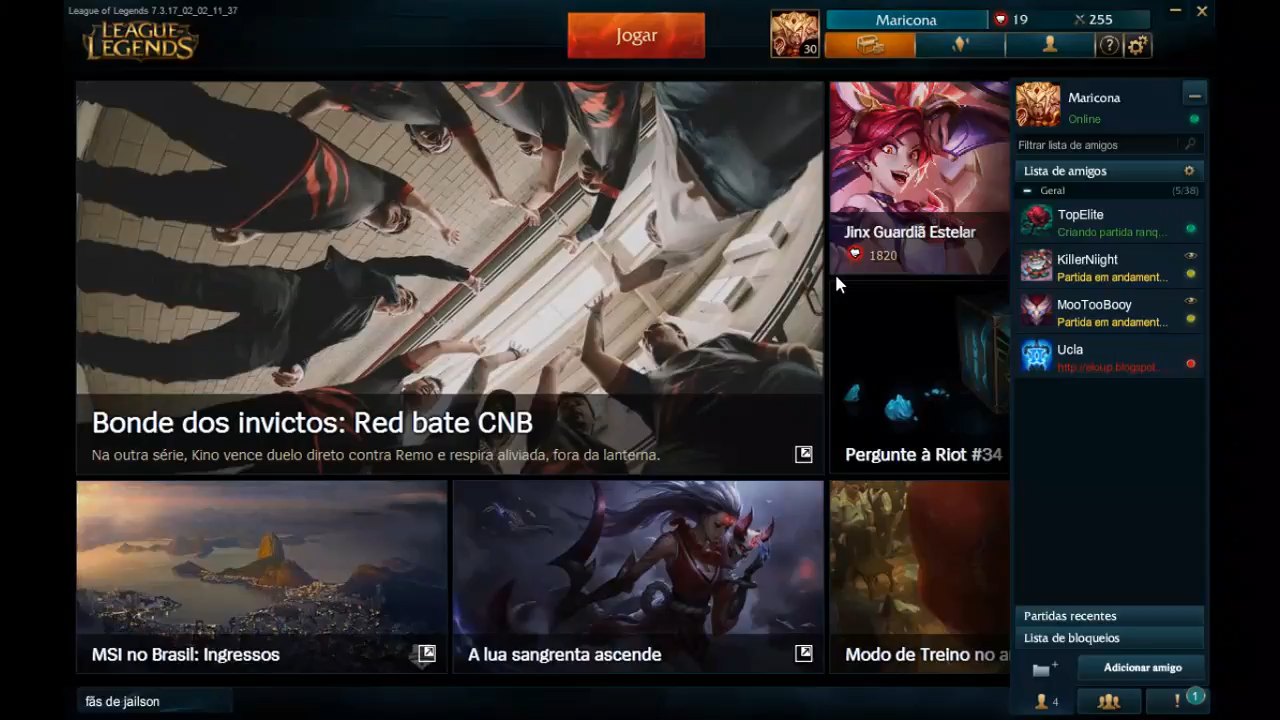 League of Legends 7.3.17_02_02_11_37
LEAGUE OF LEGENDS
Jogar
30
Maricona
19
255
?
Maricona
Online
Filtrar lista de amigos
Lista de amigos
Geral (5/38)
TopElite
Criando partida ranq...
KillerNiight
Partida em andament...
MooTooBooy
Partida em andament...
Ucla
http://eloup.blogspot...
Jinx Guardiã Estelar
1820
Bonde dos invictos: Red bate CNB
Na outra série, Kino vence duelo direto contra Remo e respira aliviada, fora da lanterna.
Pergunte à Riot #34
MSI no Brasil: Ingressos
A lua sangrenta ascende
Modo de Treino no a
Partidas recentes
Lista de bloqueios
Adicionar amigo
4
!
1
fãs de jailson